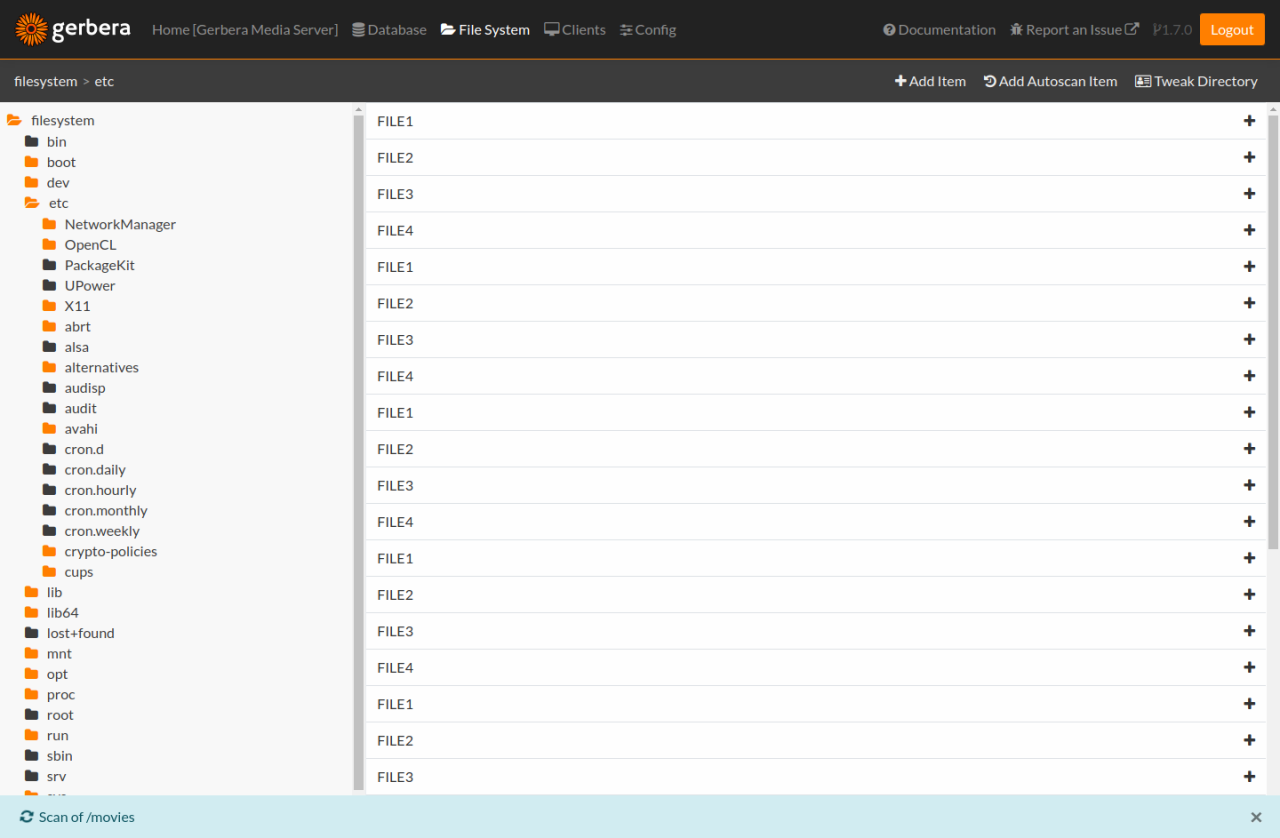 gerbera Home [Gerbera Media Server] Database File System Clients Config Documentation Report an Issue 1.7.0 Logout
filesystem > etc Add Item Add Autoscan Item Tweak Directory
filesystem
bin
boot
dev
etc
NetworkManager
OpenCL
PackageKit
UPower
X11
abrt
alsa
alternatives
audisp
audit
avahi
cron.d
cron.daily
cron.hourly
cron.monthly
cron.weekly
crypto-policies
cups
lib
lib64
lost+found
mnt
opt
proc
root
run
sbin
srv
FILE1
FILE2
FILE3
FILE4
FILE1
FILE2
FILE3
FILE4
FILE1
FILE2
FILE3
FILE4
FILE1
FILE2
FILE3
FILE4
FILE1
FILE2
FILE3
Scan of /movies